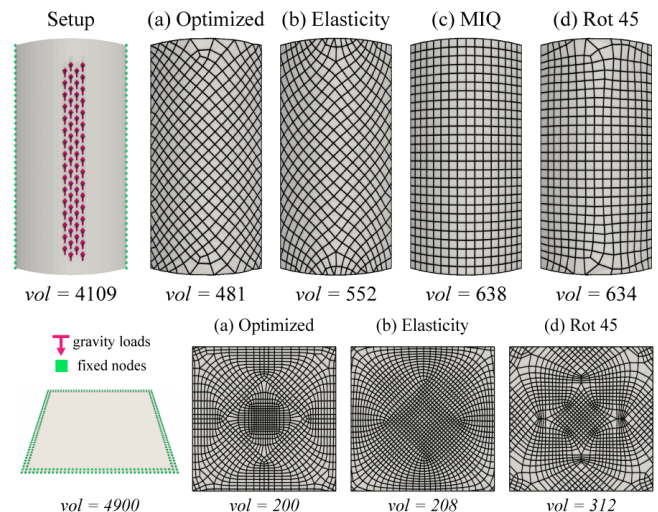 Setup (a) Optimized (b) Elasticity (c) MIQ (d) Rot 45
vol = 4109 vol = 481 vol = 552 vol = 638 vol = 634
(a) Optimized (b) Elasticity (d) Rot 45
gravity loads
fixed nodes
vol = 4900 vol = 200 vol = 208 vol = 312